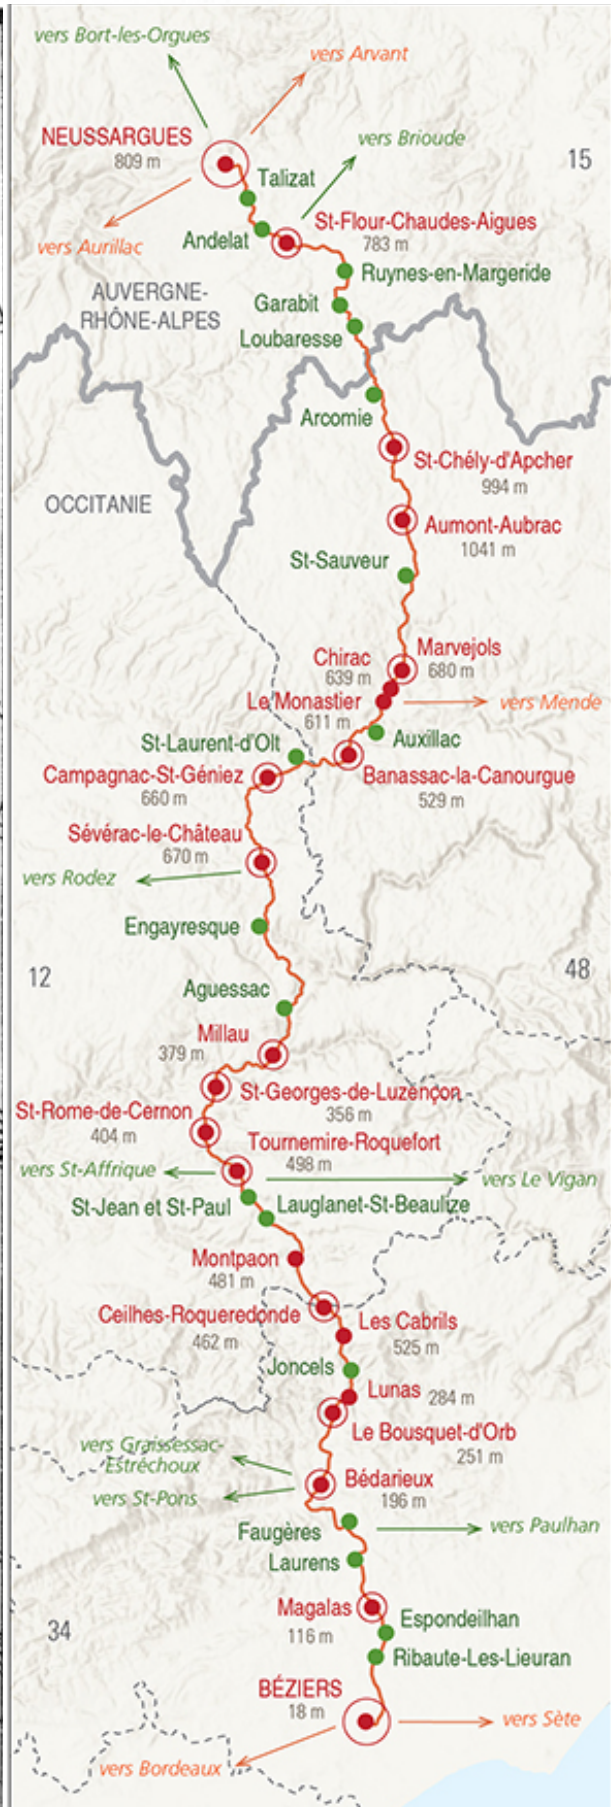 vers Bort-les-Orgues
vers Arvant
NEUSSARGUES
809 m
vers Brioude
15
Talizat
St-Flour-Chaudes-Aigues
783 m
Andelat
vers Aurillac
Ruynes-en-Margeride
AUVERGNE-
RHÔNE-ALPES
Garabit
Loubaresse
Arcomie
St-Chély-d'Apcher
994 m
OCCITANIE
Aumont-Aubrac
1041 m
St-Sauveur
Marvejols
680 m
Chirac
639 m
Le Monastier
611 m
vers Mende
Auxillac
St-Laurent-d'Olt
Campagnac-St-Géniez
660 m
Banassac-la-Canourgue
529 m
Sévérac-le-Château
670 m
vers Rodez
Engayresque
12
48
Aguessac
Millau
379 m
St-Georges-de-Luzençon
356 m
St-Rome-de-Cernon
404 m
Tournemire-Roquefort
498 m
vers St-Affrique
vers Le Vigan
St-Jean et St-Paul
Lauglanet-St-Beaulize
Montpaon
481 m
Ceilhes-Roqueredonde
462 m
Les Cabrils
525 m
Joncels
Lunas 284 m
Le Bousquet-d'Orb
251 m
vers Graissessac-
Estréchoux
Bédarieux
196 m
vers St-Pons
Faugères
vers Paulhan
Laurens
Magalas
116 m
Espondeilhan
34
Ribaute-Les-Lieuran
BÉZIERS
18 m
vers Sète
vers Bordeaux